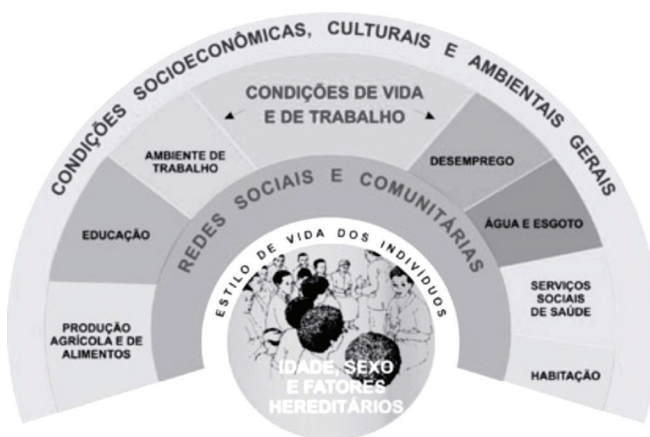 CONDIÇÕES SOCIOECONÔMICAS, CULTURAIS E AMBIENTAIS GERAIS
CONDIÇÕES DE VIDA
E DE TRABALHO
AMBIENTE DE
TRABALHO
DESEMPREGO
REDES SOCIAIS E COMUNITÁRIAS
EDUCAÇÃO
ÁGUA E ESGOTO
ESTILO DE VIDA DOS INDIVÍDUOS
PRODUÇÃO
AGRÍCOLA E DE
ALIMENTOS
SERVIÇOS
SOCIAIS
DE SAÚDE
HABITAÇÃO
IDADE, SEXO
E FATORES
HEREDITÁRIOS